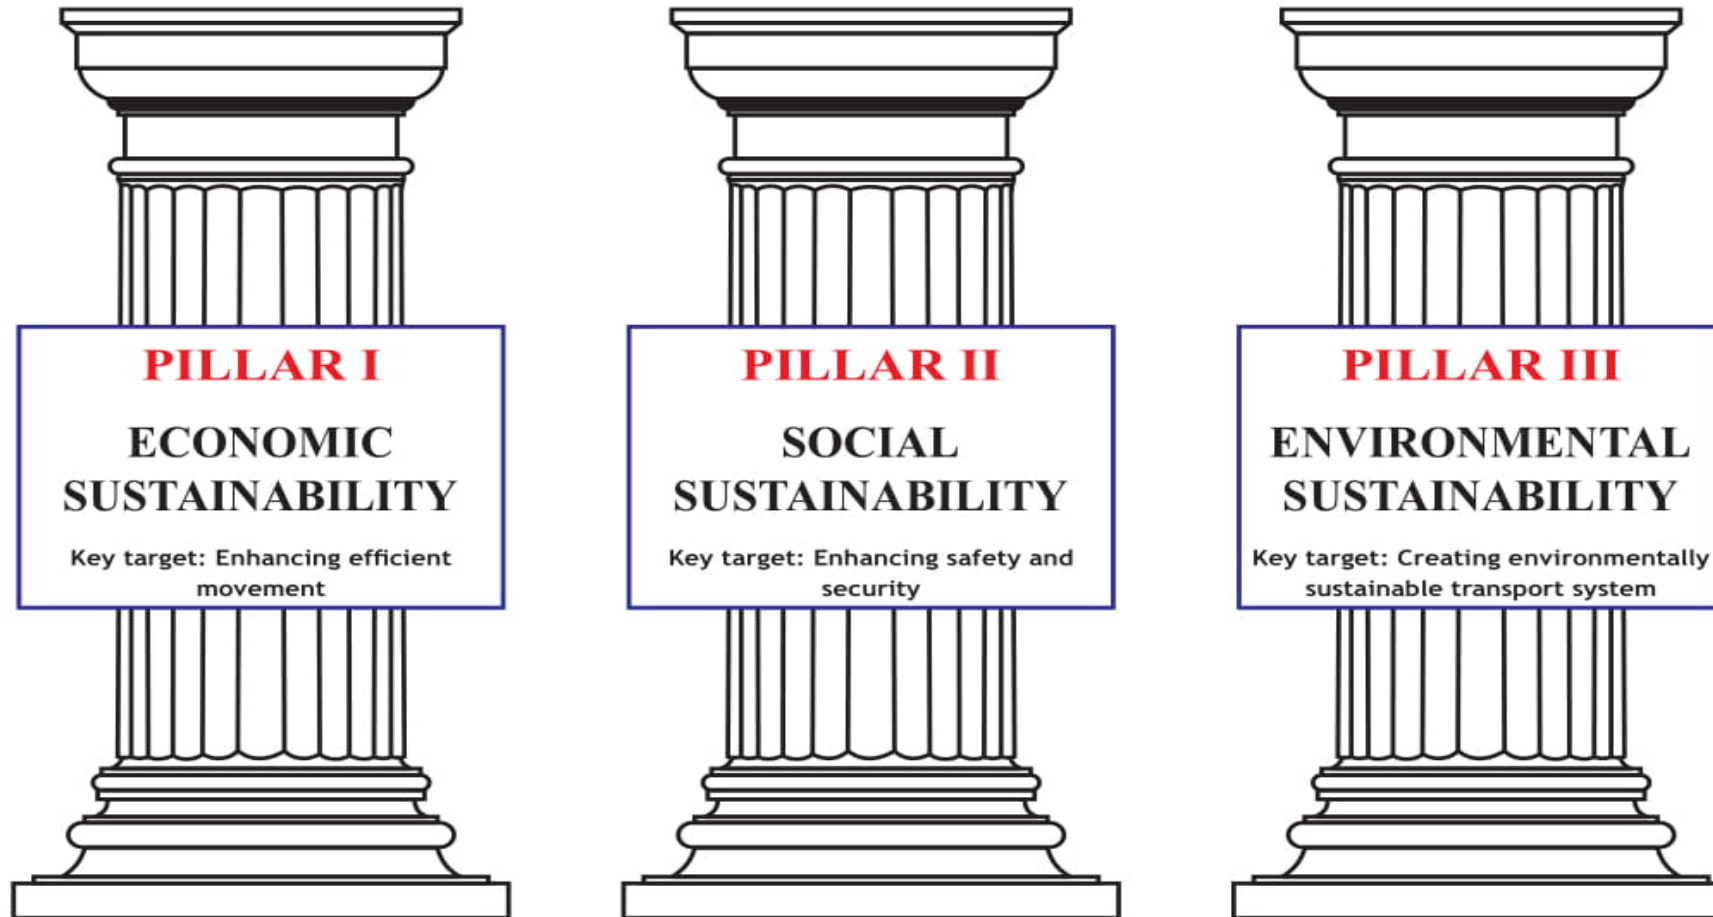 PILLAR I
ECONOMIC
SUSTAINABILITY
Key target: Enhancing efficient
movement
PILLAR II
SOCIAL
SUSTAINABILITY
Key target: Enhancing safety and
security
PILLAR III
ENVIRONMENTAL
SUSTAINABILITY
Key target: Creating environmentally
sustainable transport system